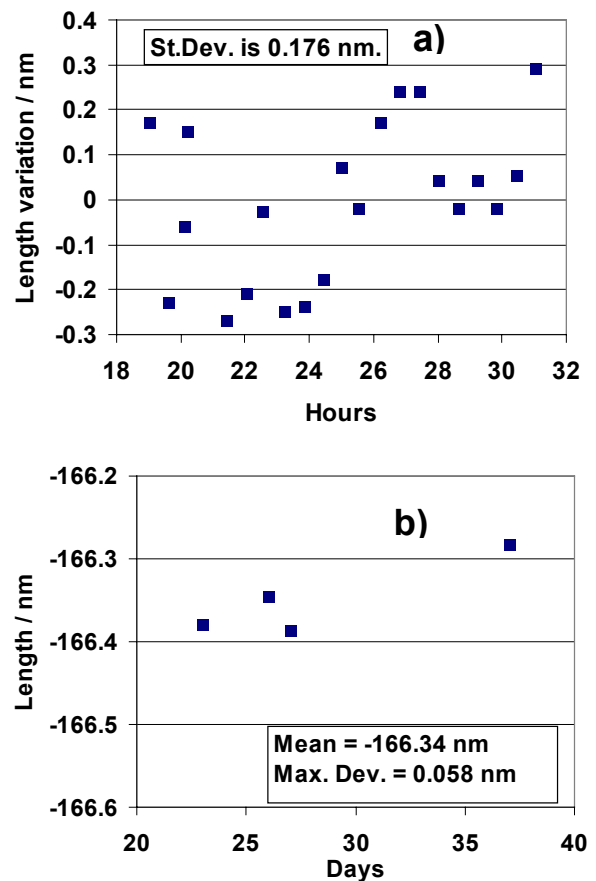 a)
St.Dev. is 0.176 nm.
0.4
0.3
0.2
0.1
0
-0.1
-0.2
-0.3
Length variation / nm
18 20 22 24 26 28 30 32
Hours
b)
-166.2
-166.3
-166.4
-166.5
-166.6
Length / nm
Mean = -166.34 nm
Max. Dev. = 0.058 nm
20 25 30 35 40
Days